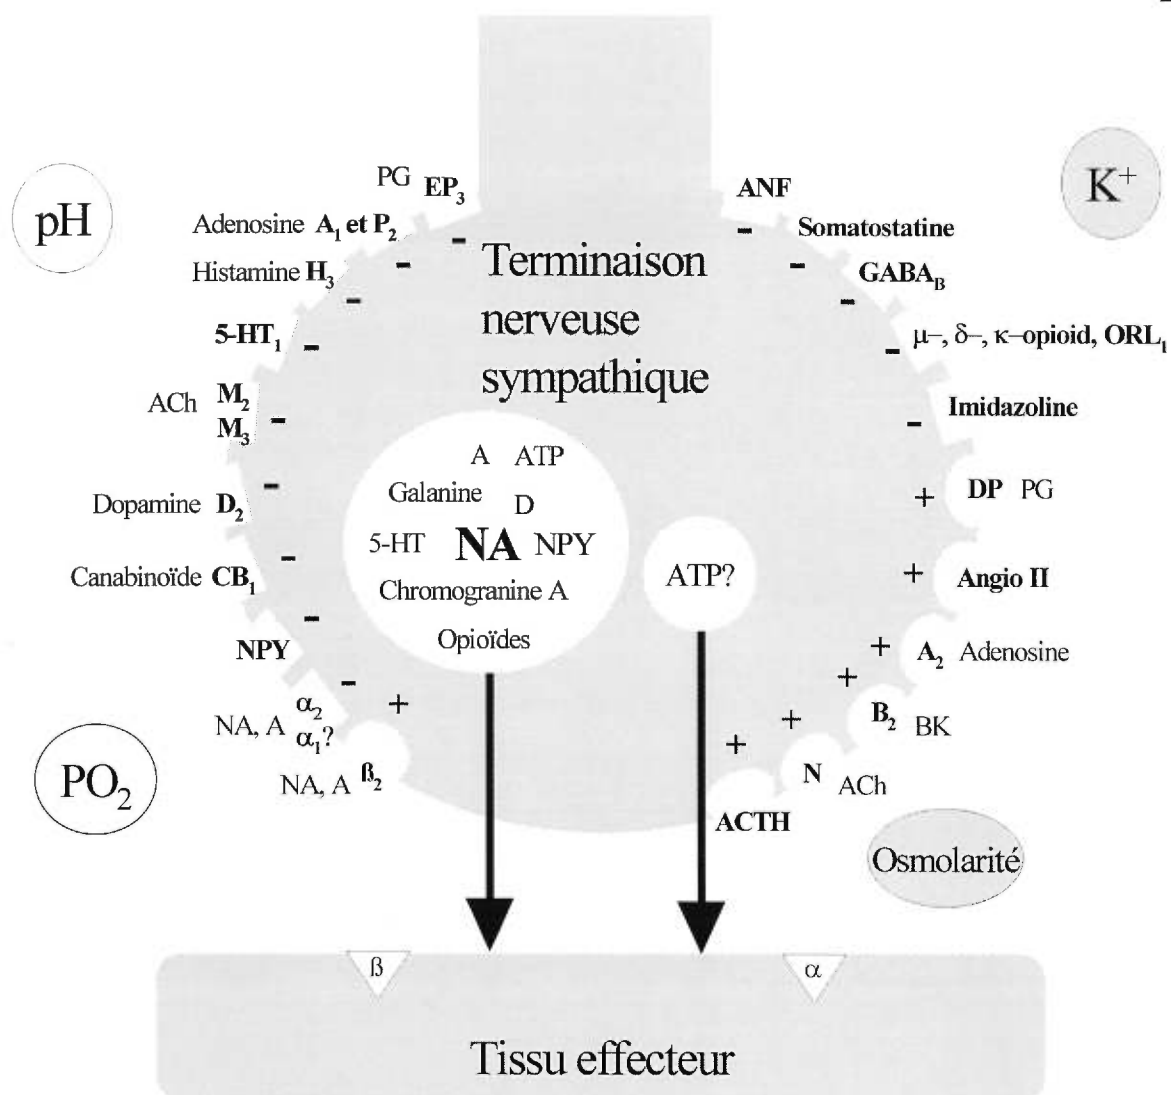 PG EP₃
ANF
K⁺
pH
Adenosine A₁ et P₂
Somatostatine
Histamine H₃
GABA_B
Terminaison
nerveuse
sympathique
5-HT₁
μ–, δ–, κ–opioid, ORL₁
ACh M₂
M₃
Imidazoline
A ATP
Galanine D
5-HT NA NPY
Chromogranine A
Opioïdes
ATP?
Dopamine D₂
DP PG
Canabinoïde CB₁
Angio II
NPY
A₂ Adenosine
NA, A α₂
α₁?
B₂ BK
NA, A ß₂
N ACh
PO₂
ACTH
Osmolarité
ß
α
Tissu effecteur
- - - - - - - - - - +
- - - - - + + + + + +